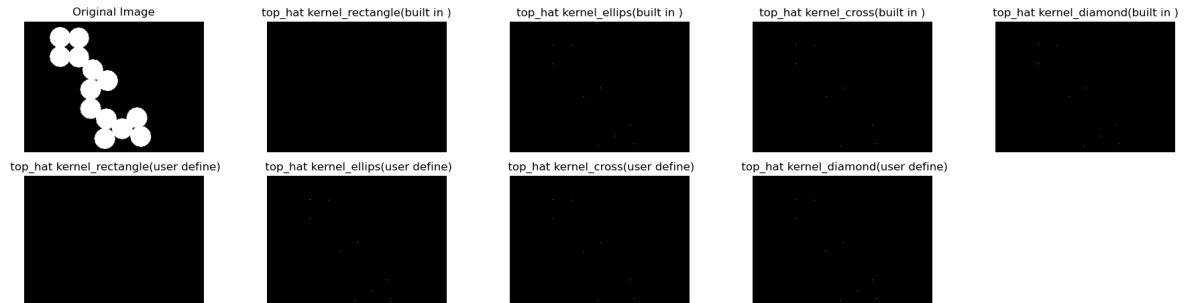 Original Image
top_hat kernel_rectangle(built in )
top_hat kernel_ellips(built in )
top_hat kernel_cross(built in )
top_hat kernel_diamond(built in )
top_hat kernel_rectangle(user define)
top_hat kernel_ellips(user define)
top_hat kernel_cross(user define)
top_hat kernel_diamond(user define)